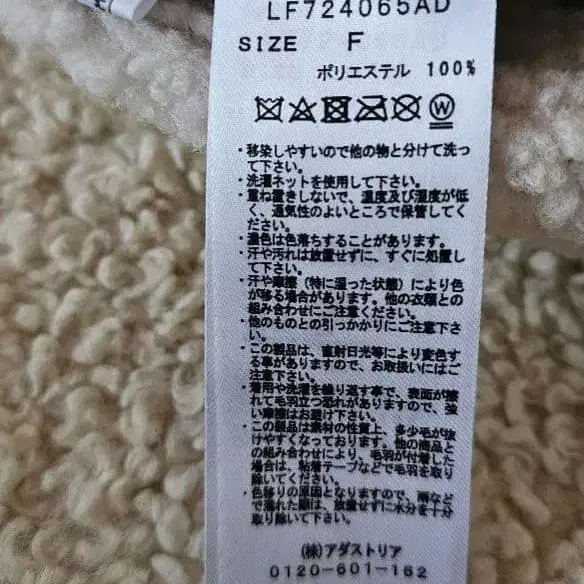 LF724065AD
SIZE F
ポリエステル 100%
W
・移染しやすいので他の物と分けて洗っ
て下さい。
・洗濯ネットを使用して下さい。
・重ね置きしないで、温度及び湿度が低
く、通気性のよいところで保管してく
ださい。
・濃色は色落ちすることがあります。
・汗や汚れは放置せずに、すぐに処置し
て下さい。
・汗や摩擦（特に湿った状態）により色
が移る場合があります。他の衣類との
組み合わせにご注意ください。
・他のものとの引っかかりにご注意下さ
い。
・この製品は、直射日光等により変色す
る事がありますので、お取扱いにはご
注意下さい。
・着用や洗濯を繰り返す事で、表面が擦
れて毛羽立つ恐れがありますので、強
い摩擦はお避け下さい。
・この製品は素材の性質上、多少毛が抜
けやすくなっております。他の商品と
の組み合わせにより、毛羽が付着した
場合は、粘着テープなどで毛羽を取り
除いてください。
・色移りの原因となりますので、雨など
で濡れた際は、放置せずに水分を十分
取り除いて下さい。
(株)アダストリア
0120-601-162